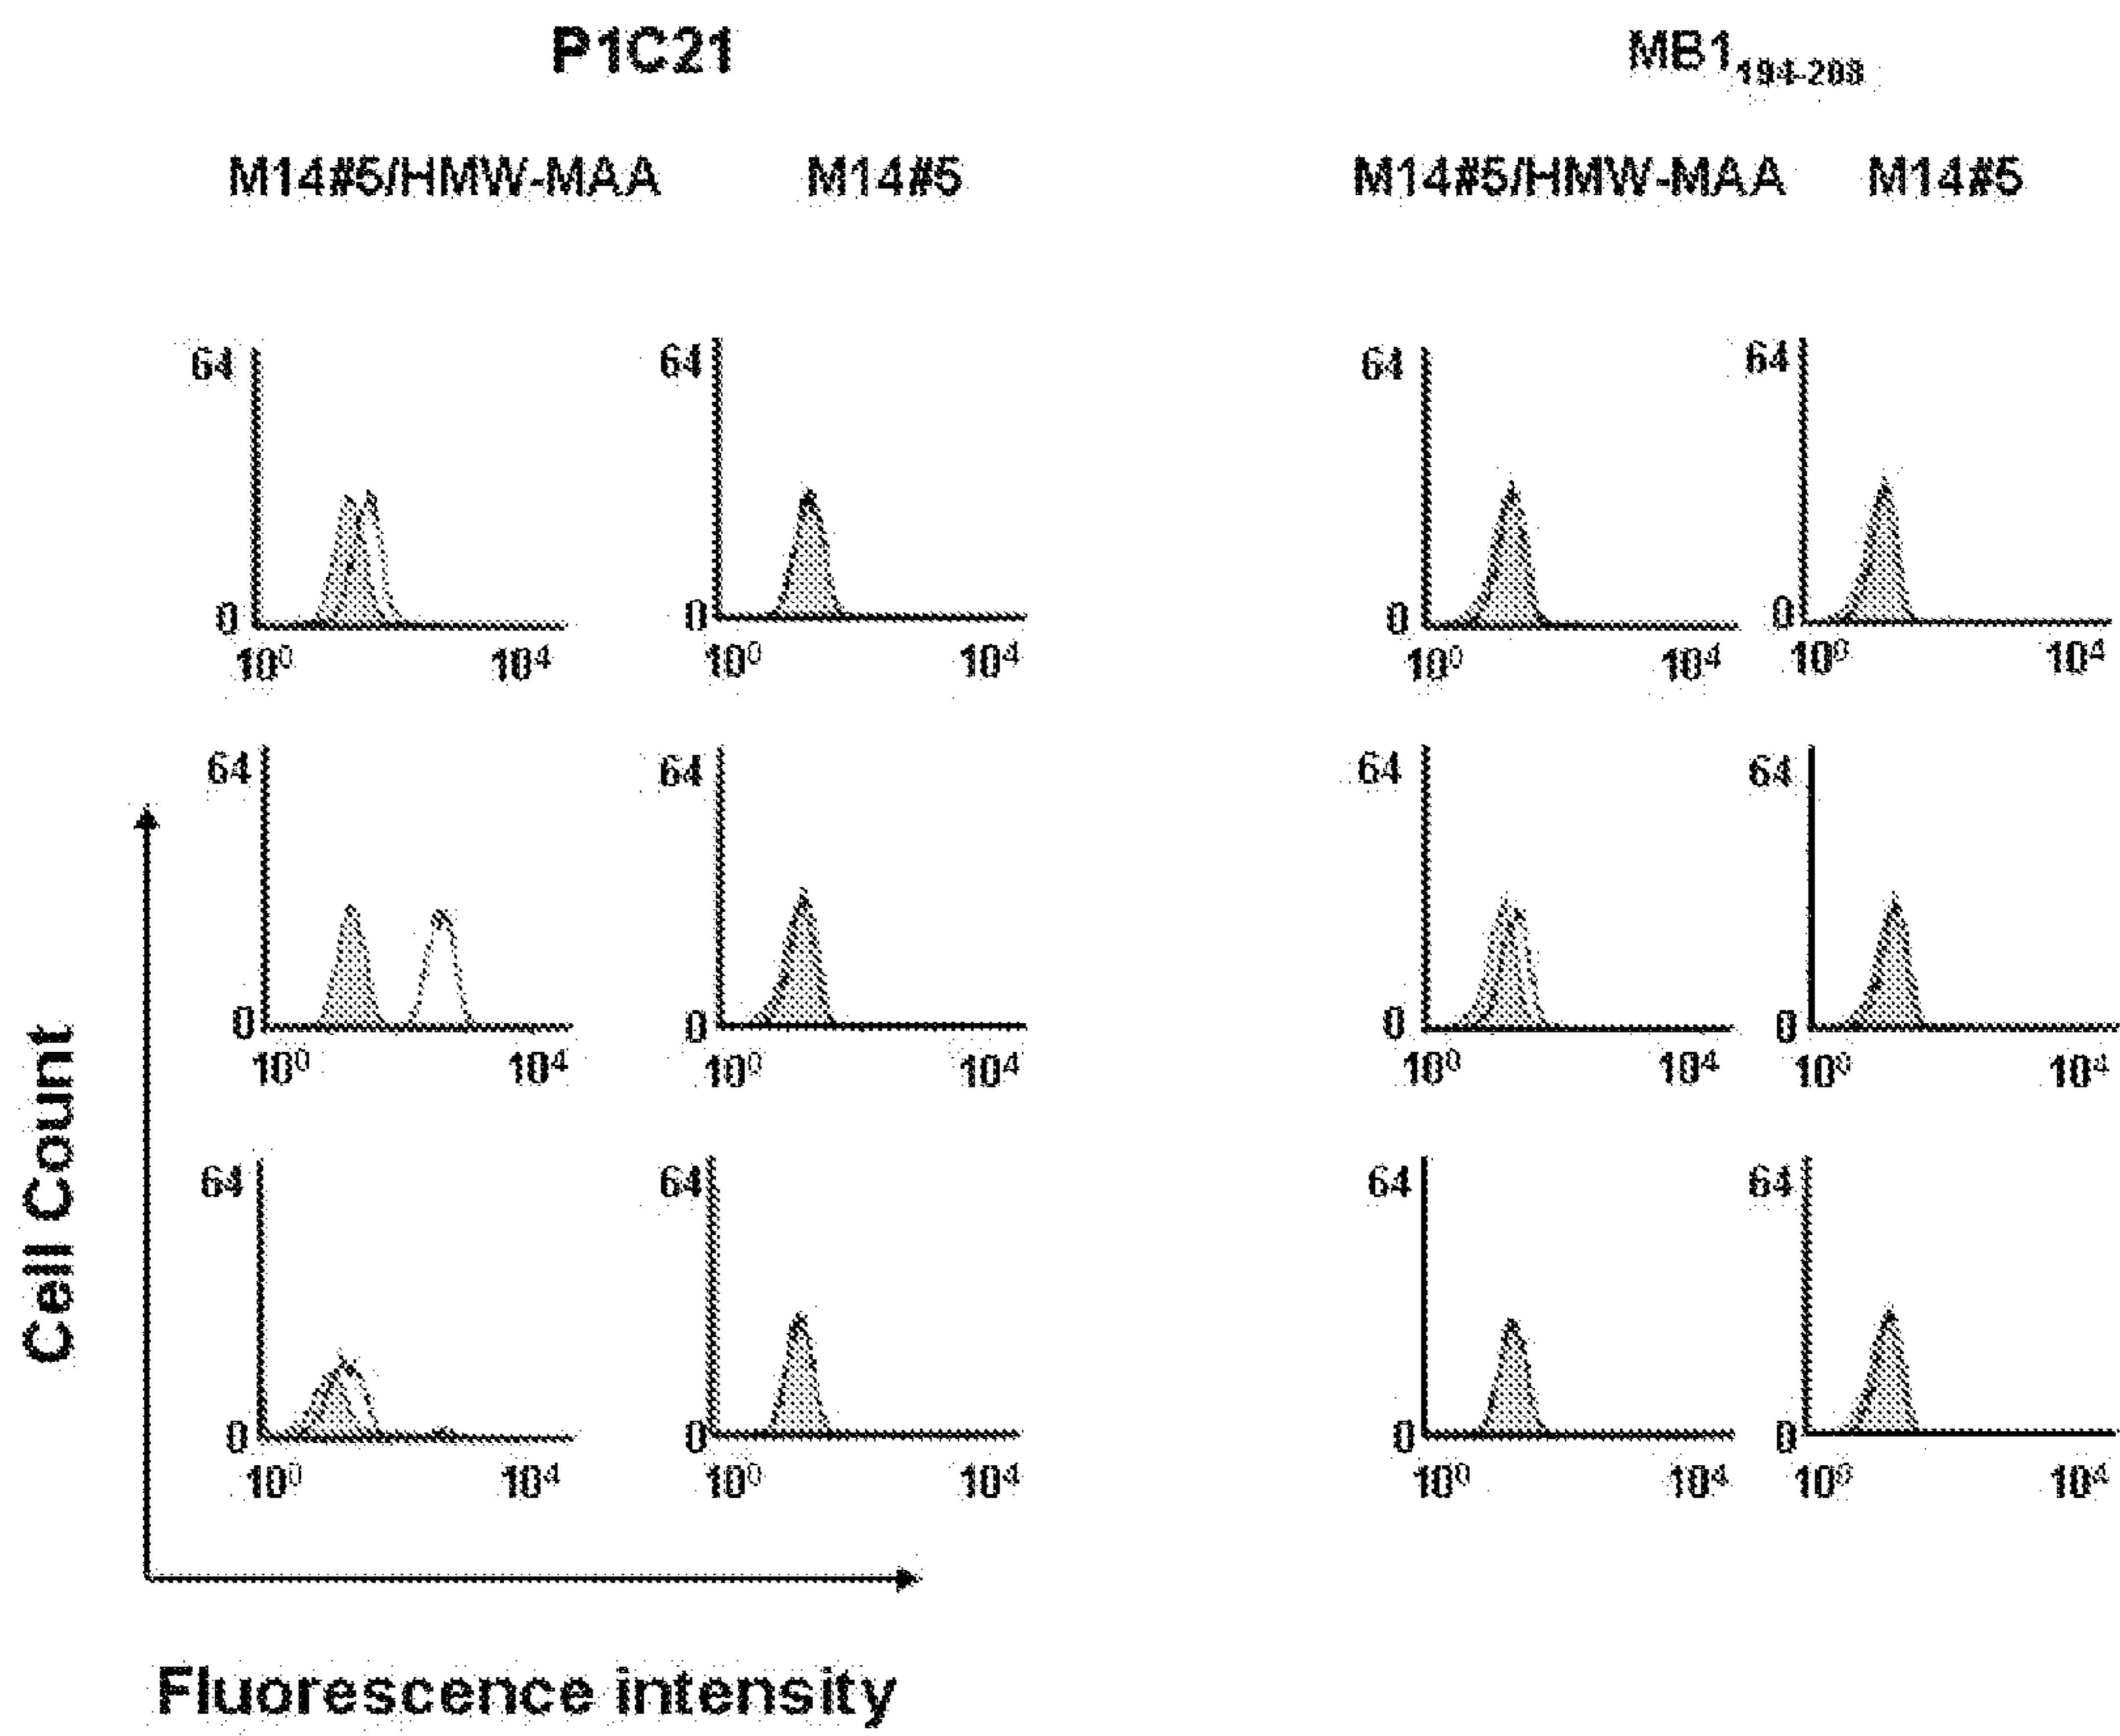 P1C21 MB1194-208
M14#5/HMW-MAA M14#5 M14#5/HMW-MAA M14#5
64 64 64 64
0 0 0 0
10⁰ 10⁴ 10⁰ 10⁴ 10⁰ 10⁴ 10⁰ 10⁴
64 64 64 64
0 0 0 0
10⁰ 10⁴ 10⁰ 10⁴ 10⁰ 10⁴ 10⁰ 10⁴
64 64 64 64
0 0 0 0
10⁰ 10⁴ 10⁰ 10⁴ 10⁰ 10⁴ 10⁰ 10⁴
Cell Count
Fluorescence intensity